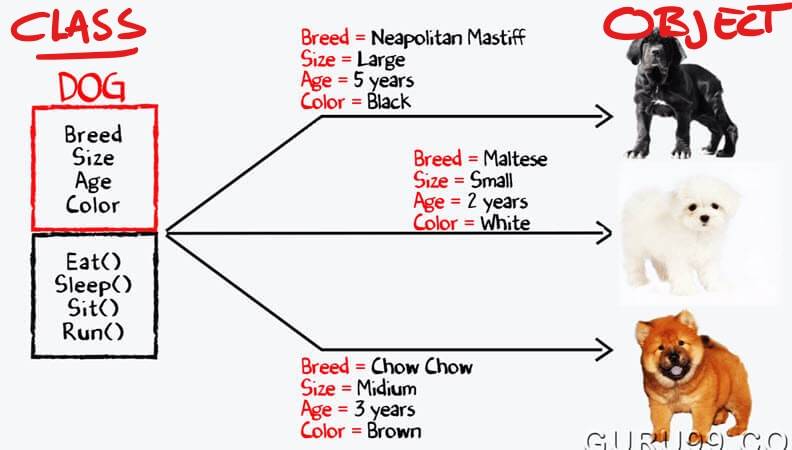 CLASS
OBJECT
DOG
Breed
Size
Age
Color
Eat()
Sleep()
Sit()
Run()
Breed = Neapolitan Mastiff
Size = Large
Age = 5 years
Color = Black
Breed = Maltese
Size = Small
Age = 2 years
Color = White
Breed = Chow Chow
Size = Midium
Age = 3 years
Color = Brown
GURU99.CO